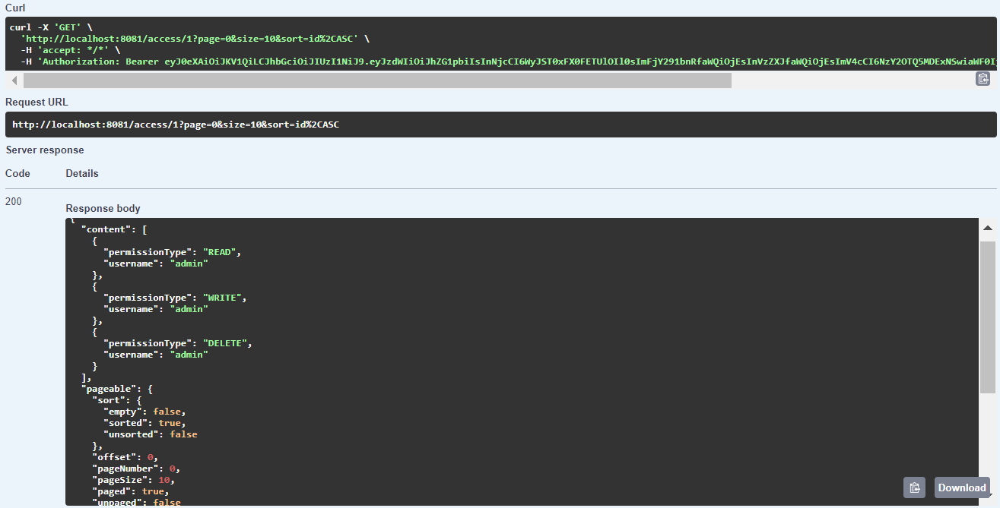 Curl
curl -X 'GET' \
'http://localhost:8081/access/1?page=0&size=10&sort=id%2CASC' \
-H 'accept: */*' \
-H 'Authorization: Bearer eyJ0eXAiOiJKV1QiLCJhbGciOiJIUzI1NiJ9.eyJzdWIiOiJhZG1pbiIsInNjcCI6WyJST0xFX0FETUlOIl0sImFjY291bnRfaWQiOjEsInVzZXJfaWQiOjEsImV4cCI6NzY2OTQ5MDExNSwiaWF0Ij
Request URL
http://localhost:8081/access/1?page=0&size=10&sort=id%2CASC
Server response
Code Details
200
Response body
{
"content": [
{
"permissionType": "READ",
"username": "admin"
},
{
"permissionType": "WRITE",
"username": "admin"
},
{
"permissionType": "DELETE",
"username": "admin"
}
],
"pageable": {
"sort": {
"empty": false,
"sorted": true,
"unsorted": false
},
"offset": 0,
"pageNumber": 0,
"pageSize": 10,
"paged": true,
"unpaged": false
Download